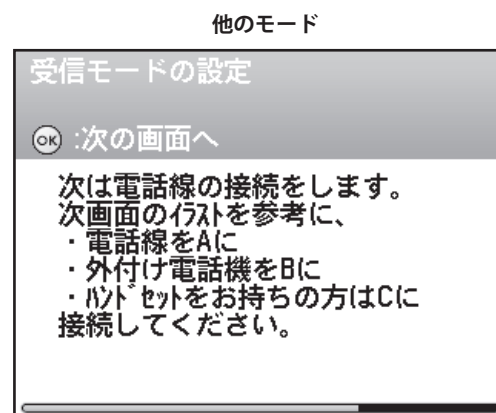 他のモード
受信モードの設定
OK :次の画面へ
次は電話線の接続をします。
次画面のｲﾗｽﾄを参考に、
・電話線をAに
・外付け電話機をBに
・ﾊﾝﾄﾞｾｯﾄをお持ちの方はCに
接続してください。